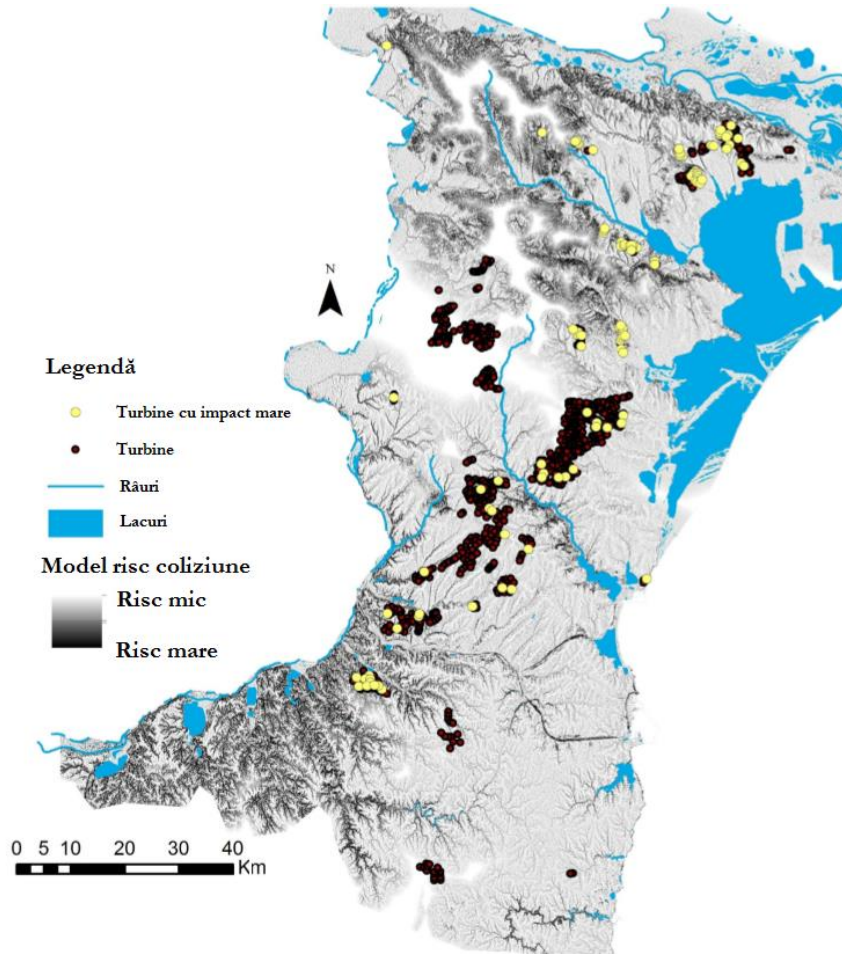 N
Legendă
Turbine cu impact mare
Turbine
Râuri
Lacuri
Model risc coliziune
Risc mic
Risc mare
0 5 10 20 30 40
Km